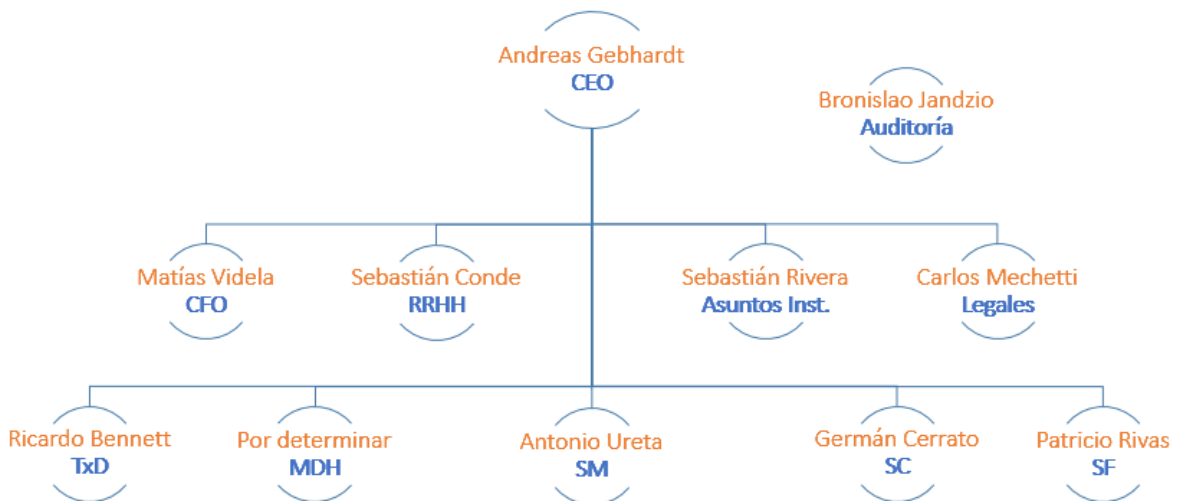 Andreas Gebhardt
CEO
Bronislao Jandzio
Auditoría
Matías Videla
CFO
Sebastián Conde
RRHH
Sebastián Rivera
Asuntos Inst.
Carlos Mechetti
Legales
Ricardo Bennett
TxD
Por determinar
MDH
Antonio Ureta
SM
Germán Cerrato
SC
Patricio Rivas
SF